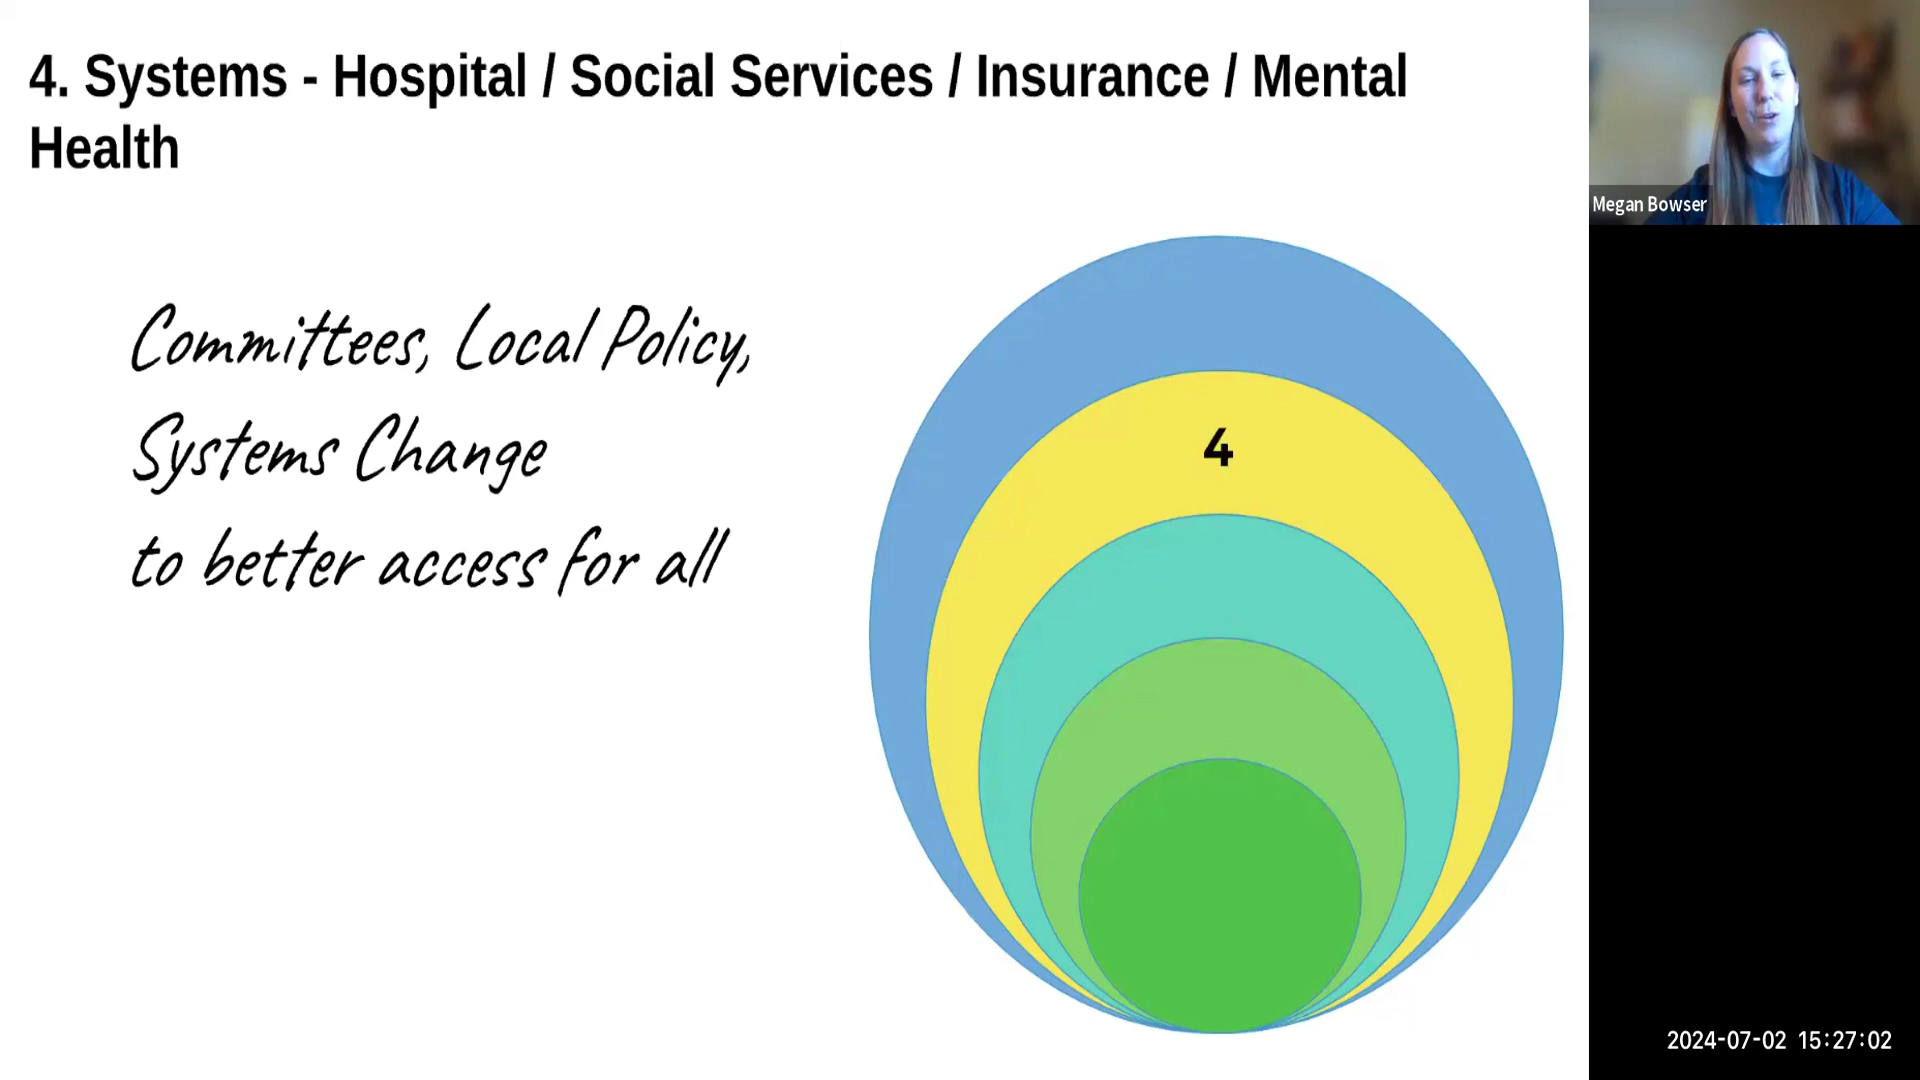 4. Systems - Hospital / Social Services / Insurance / Mental
Health
Megan Bowser
Committees, Local Policy,
Systems Change
to better access for all
4
2024-07-02 15:27:02